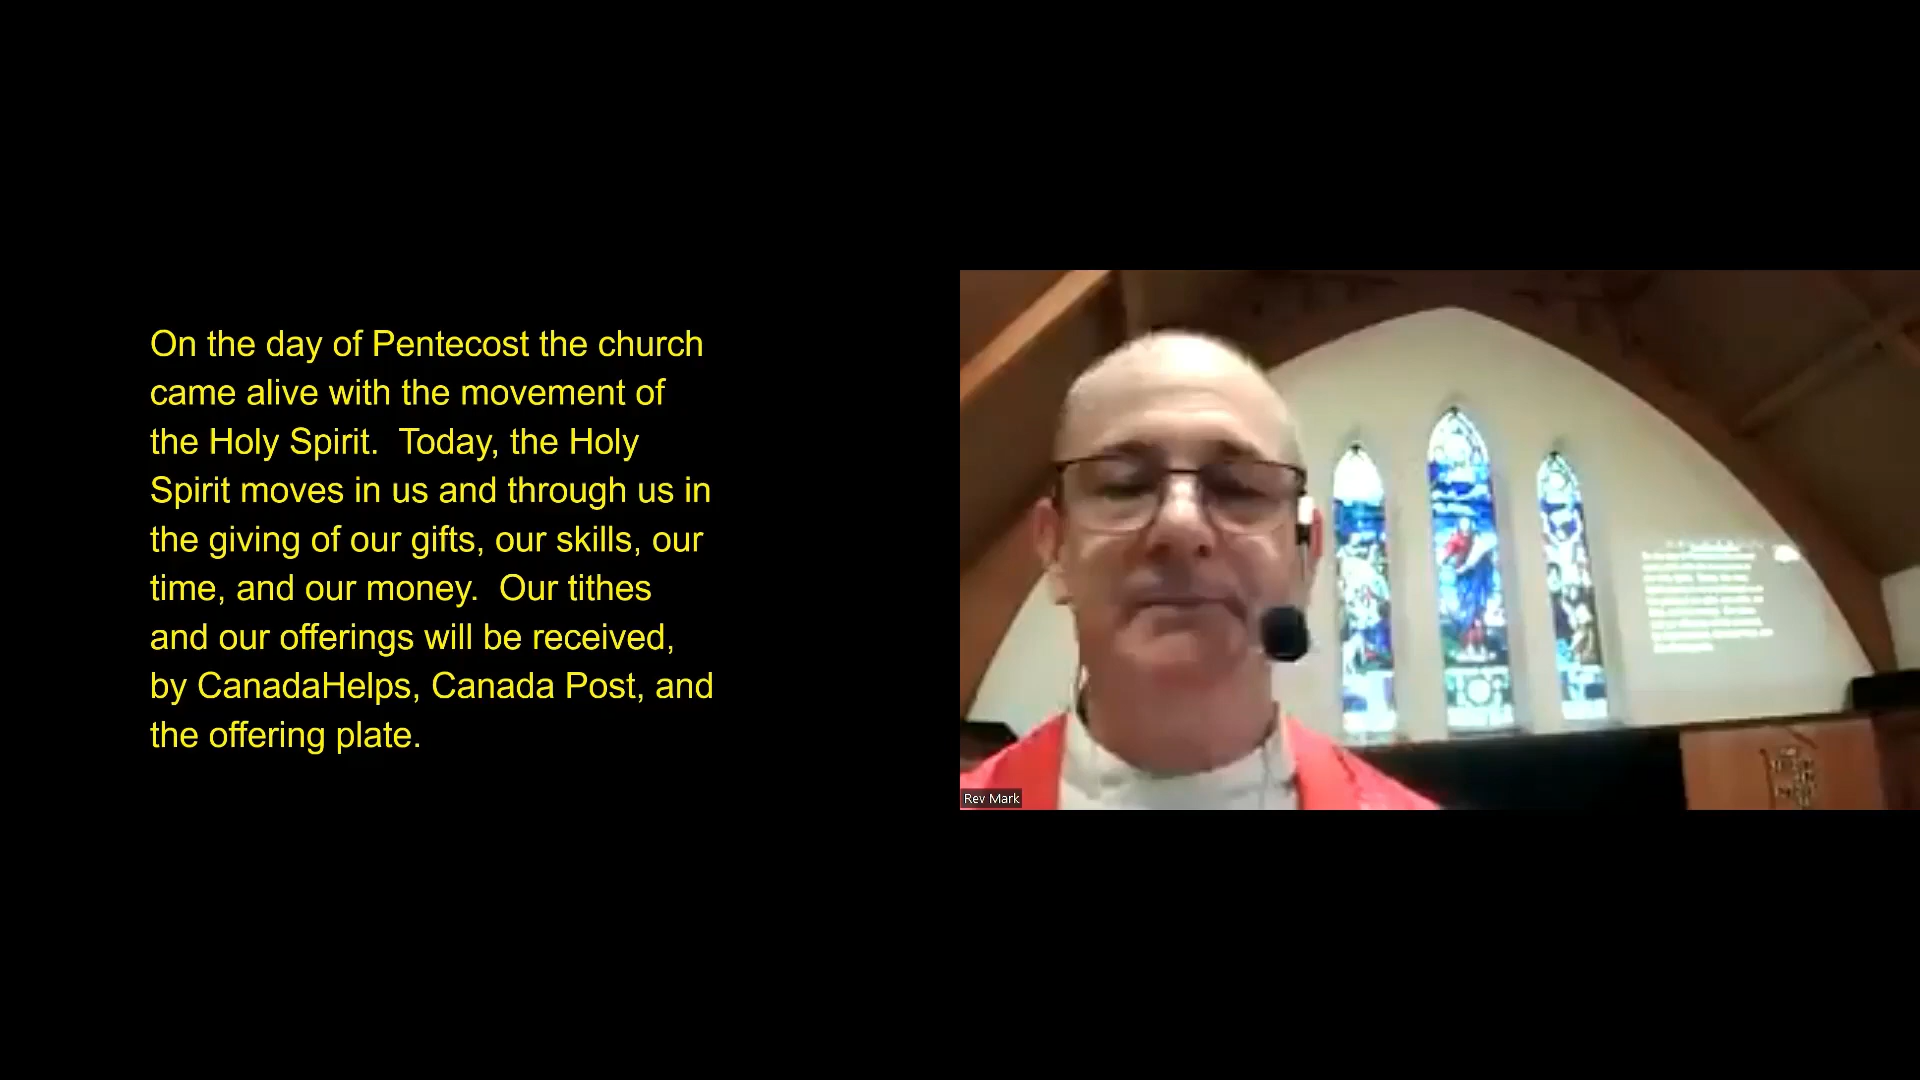 On the day of Pentecost the church
came alive with the movement of
the Holy Spirit.  Today, the Holy
Spirit moves in us and through us in
the giving of our gifts, our skills, our
time, and our money.  Our tithes
and our offerings will be received,
by CanadaHelps, Canada Post, and
the offering plate.
Rev Mark